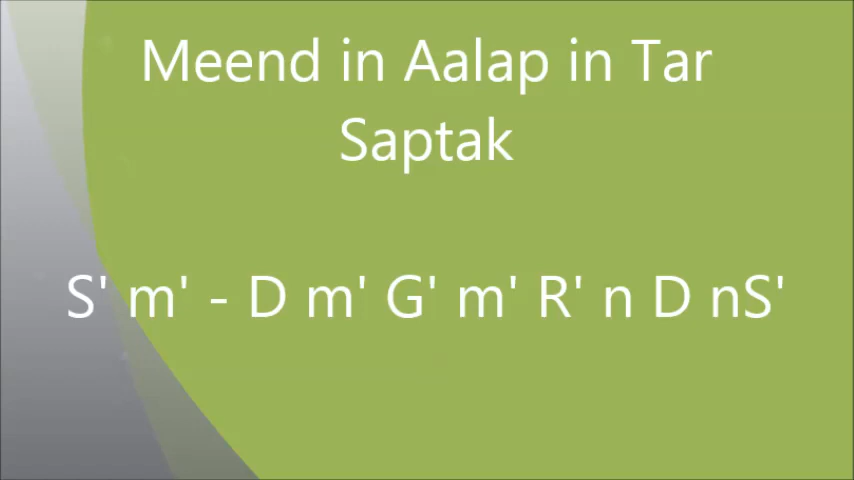 Meend in Aalap in Tar
Saptak
S' m' - D m' G' m' R' n D nS'